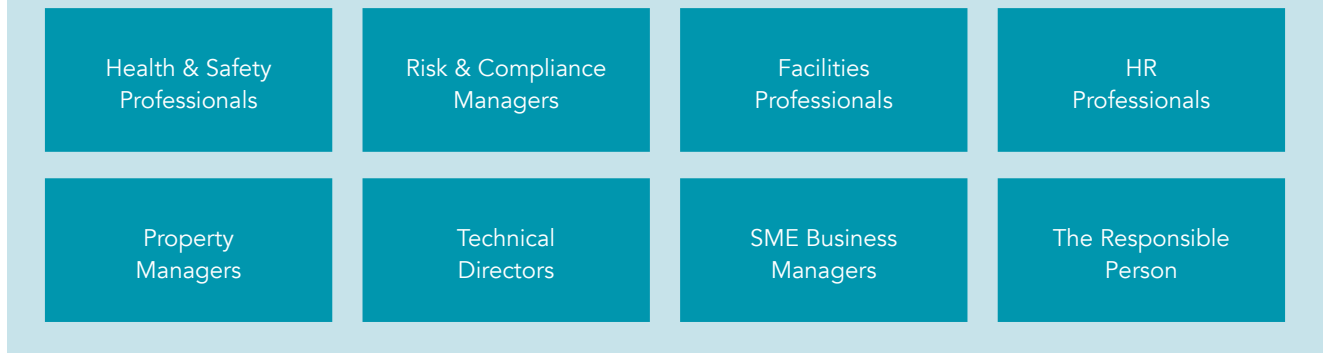 Health & Safety
Professionals
Risk & Compliance
Managers
Facilities
Professionals
HR
Professionals
Property
Managers
Technical
Directors
SME Business
Managers
The Responsible
Person